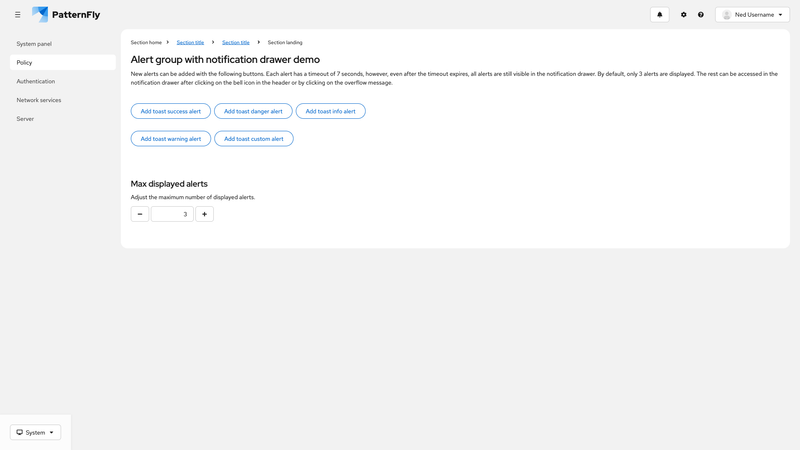 PatternFly
Ned Username
System panel
Policy
Authentication
Network services
Server
Section home
Section title
Section title
Section landing
Alert group with notification drawer demo
New alerts can be added with the following buttons. Each alert has a timeout of 7 seconds, however, even after the timeout expires, all alerts are still visible in the notification drawer. By default, only 3 alerts are displayed. The rest can be accessed in the
notification drawer after clicking on the bell icon in the header or by clicking on the overflow message.
Add toast success alert
Add toast danger alert
Add toast info alert
Add toast warning alert
Add toast custom alert
Max displayed alerts
Adjust the maximum number of displayed alerts.
3
System